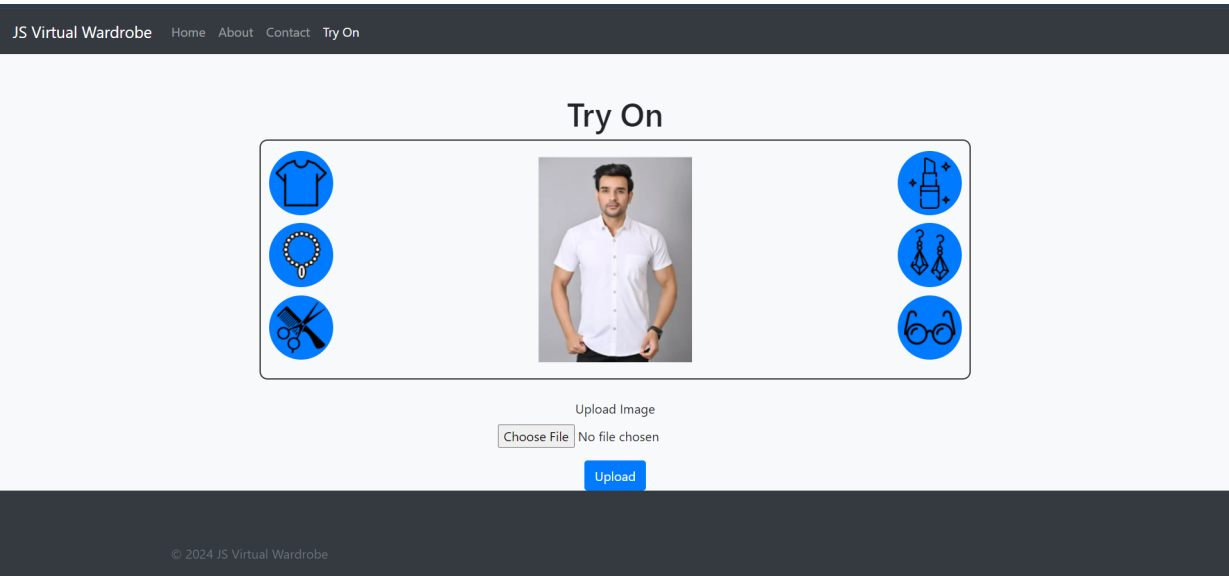 JS Virtual Wardrobe Home About Contact Try On
Try On
Upload Image
Choose File No file chosen
Upload
© 2024 JS Virtual Wardrobe